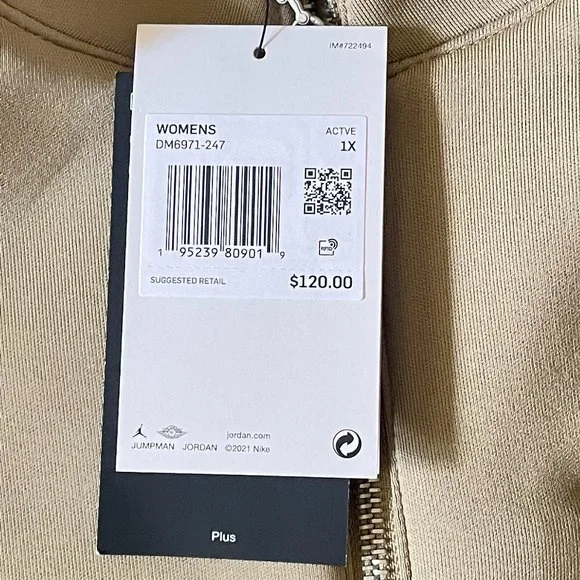 IM#722494
WOMENS ACTVE
DM6971-247 1X
1 95239 80901 9
RFID
SUGGESTED RETAIL $120.00
jordan.com
JUMPMAN JORDAN ©2021 Nike
Plus